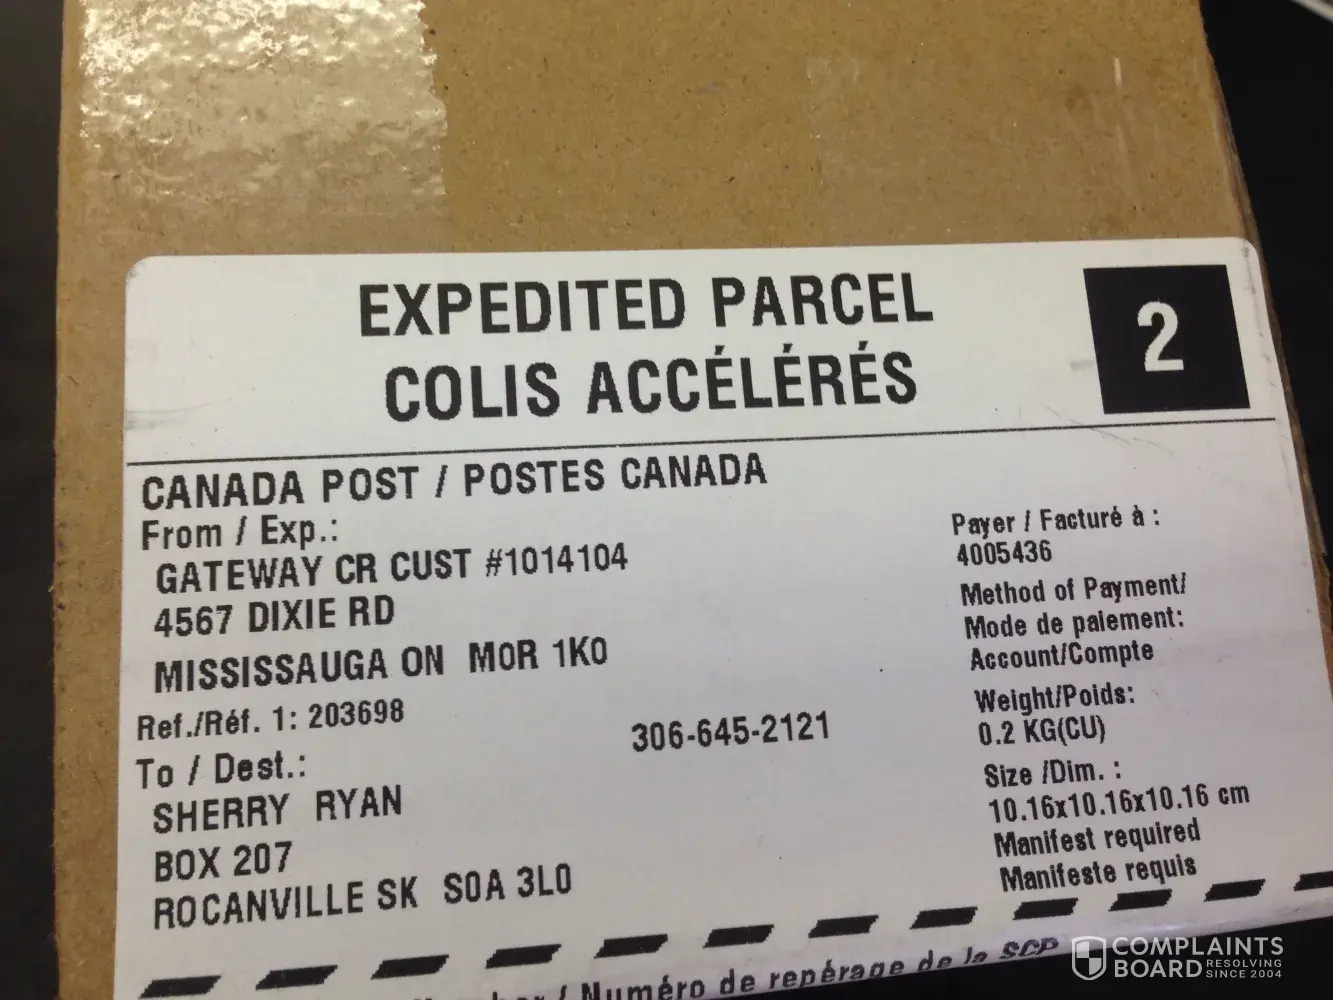 EXPEDITED PARCEL
COLIS ACCÉLÉRÉS
2
CANADA POST / POSTES CANADA
From / Exp.:
GATEWAY CR CUST #1014104
4567 DIXIE RD
MISSISSAUGA ON M0R 1K0
Ref./Réf. 1: 203698
306-645-2121
To / Dest.:
SHERRY RYAN
BOX 207
ROCANVILLE SK S0A 3L0
Payer / Facturé à :
4005436
Method of Payment/
Mode de paiement:
Account/Compte
Weight/Poids:
0.2 KG(CU)
Size /Dim. :
10.16x10.16x10.16 cm
Manifest required
Manifeste requis
/ Numéro de repérage de la SCP
COMPLAINTS
BOARD
RESOLVING
SINCE 2004